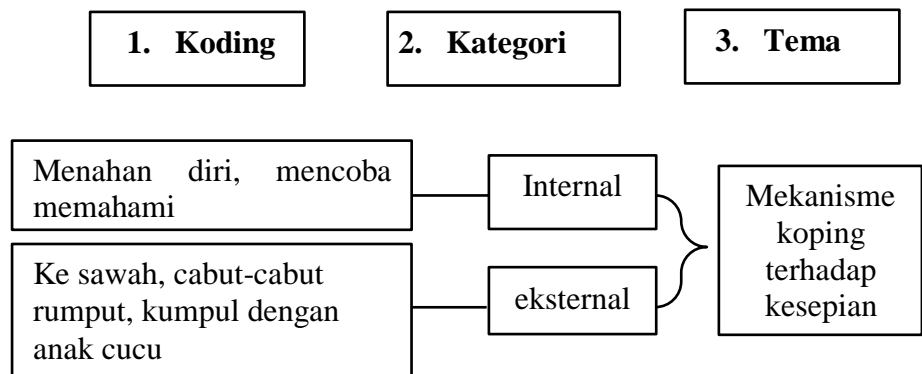 1. Koding
2. Kategori
3. Tema
Menahan diri, mencoba
memahami
Internal
Ke sawah, cabut-cabut
rumput, kumpul dengan
anak cucu
eksternal
Mekanisme
koping
terhadap
kesepian